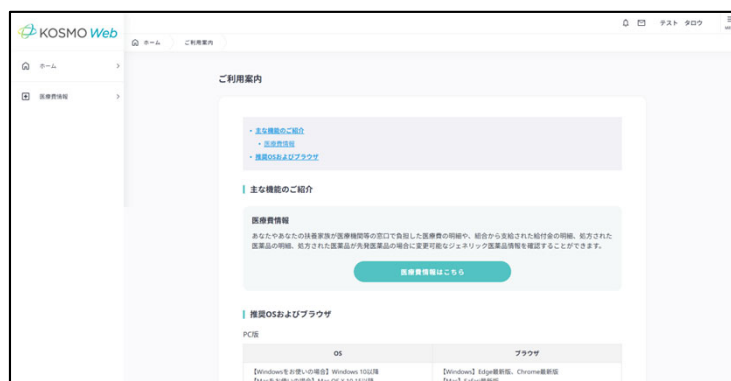 KOSMO Web
テスト タロウ
ホーム
ご利用案内
ホーム
医療費情報
ご利用案内
・主な機能のご紹介
・医療費情報
・推奨OSおよびブラウザ
主な機能のご紹介
医療費情報
あなたやあなたの扶養家族が医療機関等の窓口で負担した医療費の明細や、組合から支給された給付金の明細、処方された
医薬品の明細、処方された医薬品が先発医薬品の場合に変更可能なジェネリック医薬品情報を確認することができます。
医療費情報はこちら
推奨OSおよびブラウザ
PC版
OS
ブラウザ
【Windowsをお使いの場合】Windows 10以降
【Windows】Edge最新版、Chrome最新版